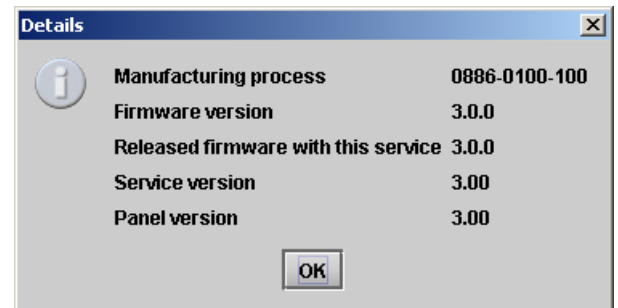 Details
Manufacturing process 0886-0100-100
Firmware version 3.0.0
Released firmware with this service 3.0.0
Service version 3.00
Panel version 3.00
OK